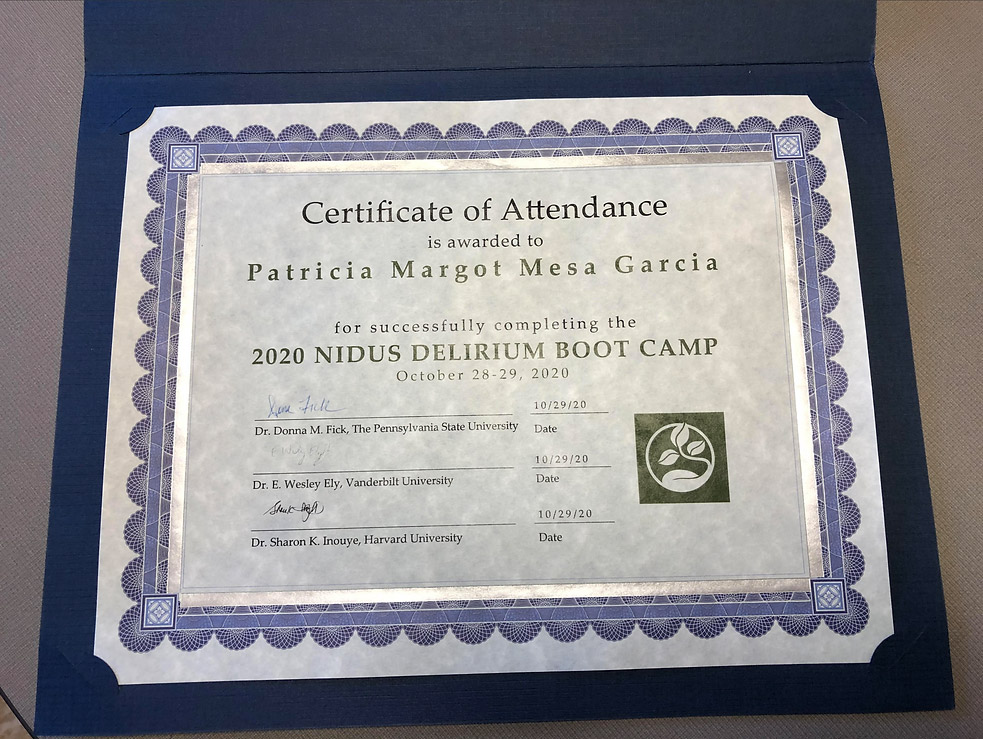 Certificate of Attendance
is awarded to
Patricia Margot Mesa Garcia
for successfully completing the
2020 NIDUS DELIRIUM BOOT CAMP
October 28-29, 2020
Donna Fick 10/29/20
Dr. Donna M. Fick, The Pennsylvania State University Date
10/29/20
Dr. E. Wesley Ely, Vanderbilt University Date
10/29/20
Dr. Sharon K. Inouye, Harvard University Date